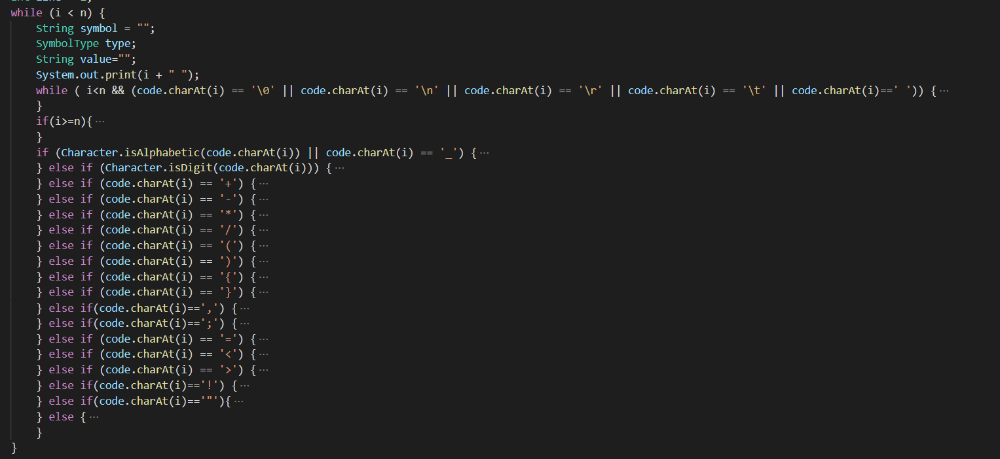 while (i < n) {
    String symbol = "";
    SymbolType type;
    String value="";
    System.out.print(i + " ");
    while ( i<n && (code.charAt(i) == '\0' || code.charAt(i) == '\n' || code.charAt(i) == '\r' || code.charAt(i) == '\t' || code.charAt(i)==' ')) {···
    }
    if(i>=n){···
    }
    if (Character.isAlphabetic(code.charAt(i)) || code.charAt(i) == '_') {···
    } else if (Character.isDigit(code.charAt(i))) {···
    } else if (code.charAt(i) == '+') {···
    } else if (code.charAt(i) == '-') {···
    } else if (code.charAt(i) == '*') {···
    } else if (code.charAt(i) == '/') {···
    } else if (code.charAt(i) == '(') {···
    } else if (code.charAt(i) == ')') {···
    } else if (code.charAt(i) == '{') {···
    } else if (code.charAt(i) == '}') {···
    } else if(code.charAt(i)==',') {···
    } else if(code.charAt(i)==';') {···
    } else if (code.charAt(i) == '=') {···
    } else if (code.charAt(i) == '<') {···
    } else if (code.charAt(i) == '>') {···
    } else if(code.charAt(i)=='!') {···
    } else if(code.charAt(i)=='"'){···
    } else {···
    }
}